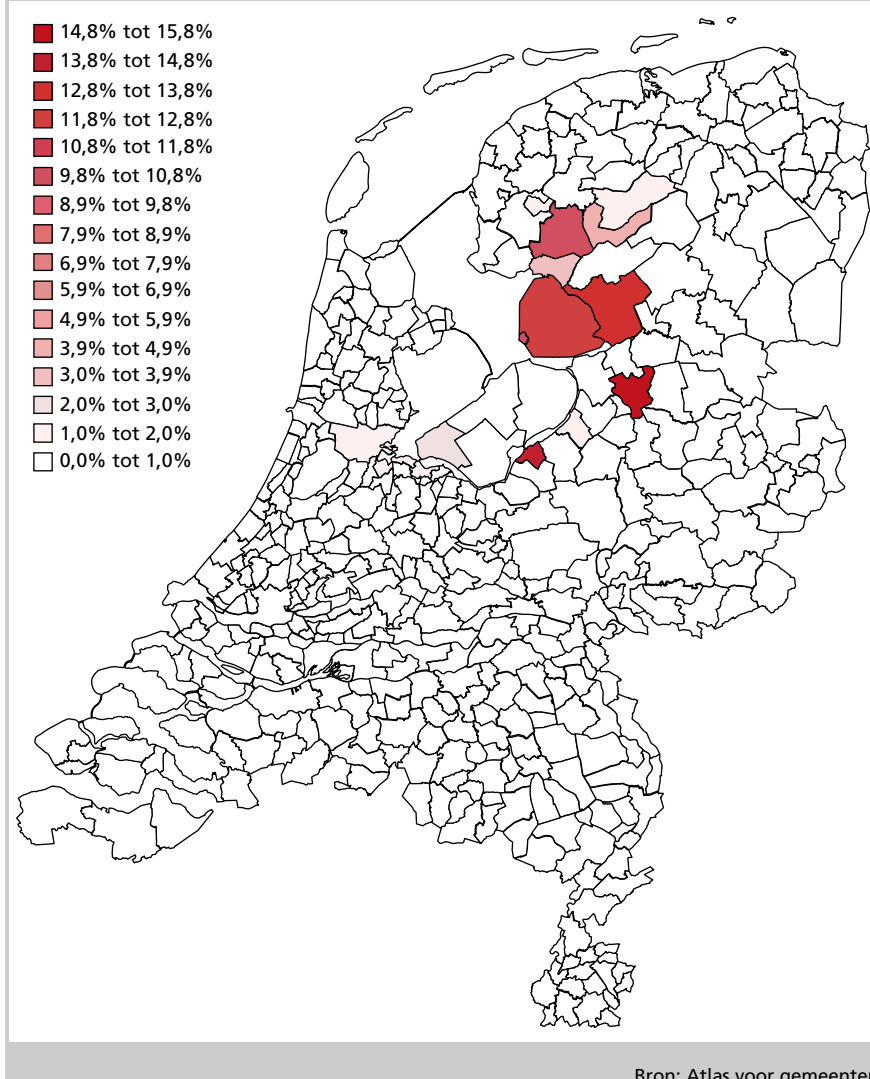 14,8% tot 15,8%
13,8% tot 14,8%
12,8% tot 13,8%
11,8% tot 12,8%
10,8% tot 11,8%
9,8% tot 10,8%
8,9% tot 9,8%
7,9% tot 8,9%
6,9% tot 7,9%
5,9% tot 6,9%
4,9% tot 5,9%
3,9% tot 4,9%
3,0% tot 3,9%
2,0% tot 3,0%
1,0% tot 2,0%
0,0% tot 1,0%
Bron: Atlas voor gemeenten